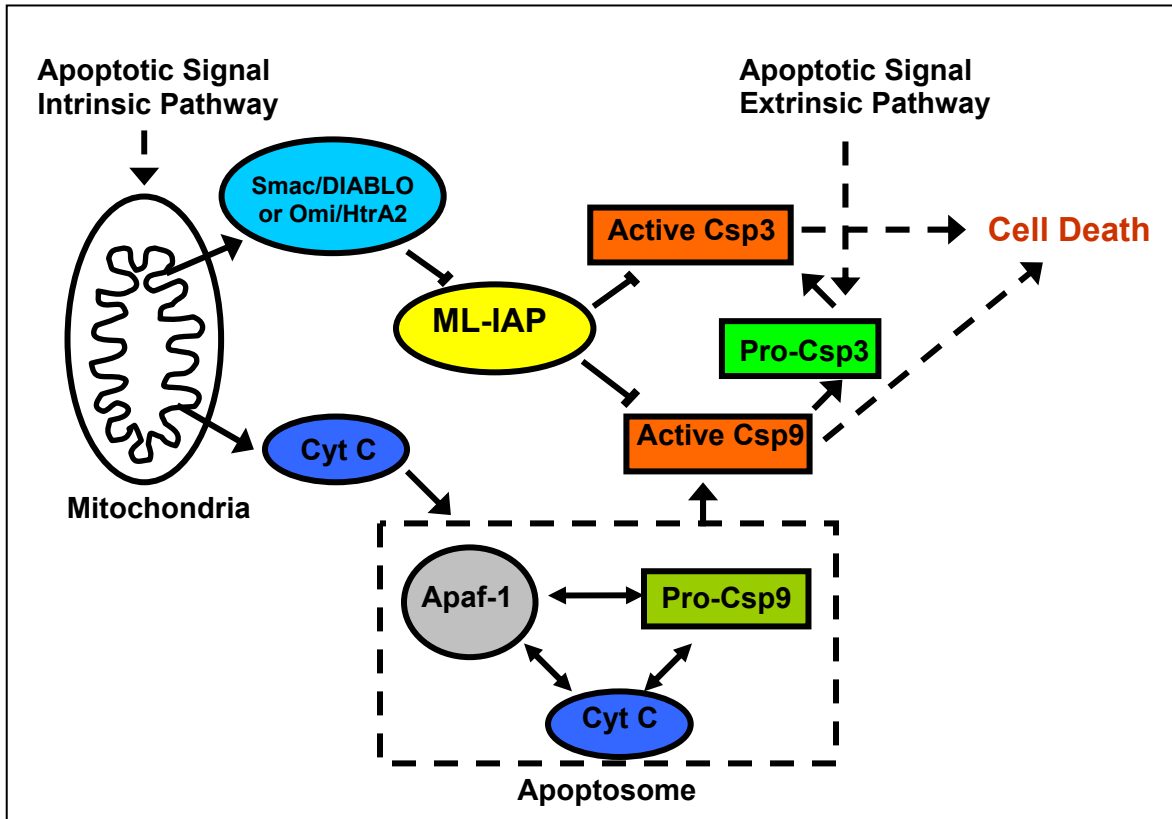 Apoptotic Signal
Intrinsic Pathway
Apoptotic Signal
Extrinsic Pathway
Smac/DIABLO
or Omi/HtrA2
Active Csp3
Cell Death
ML-IAP
Pro-Csp3
Active Csp9
Cyt C
Mitochondria
Apaf-1
Pro-Csp9
Cyt C
Apoptosome